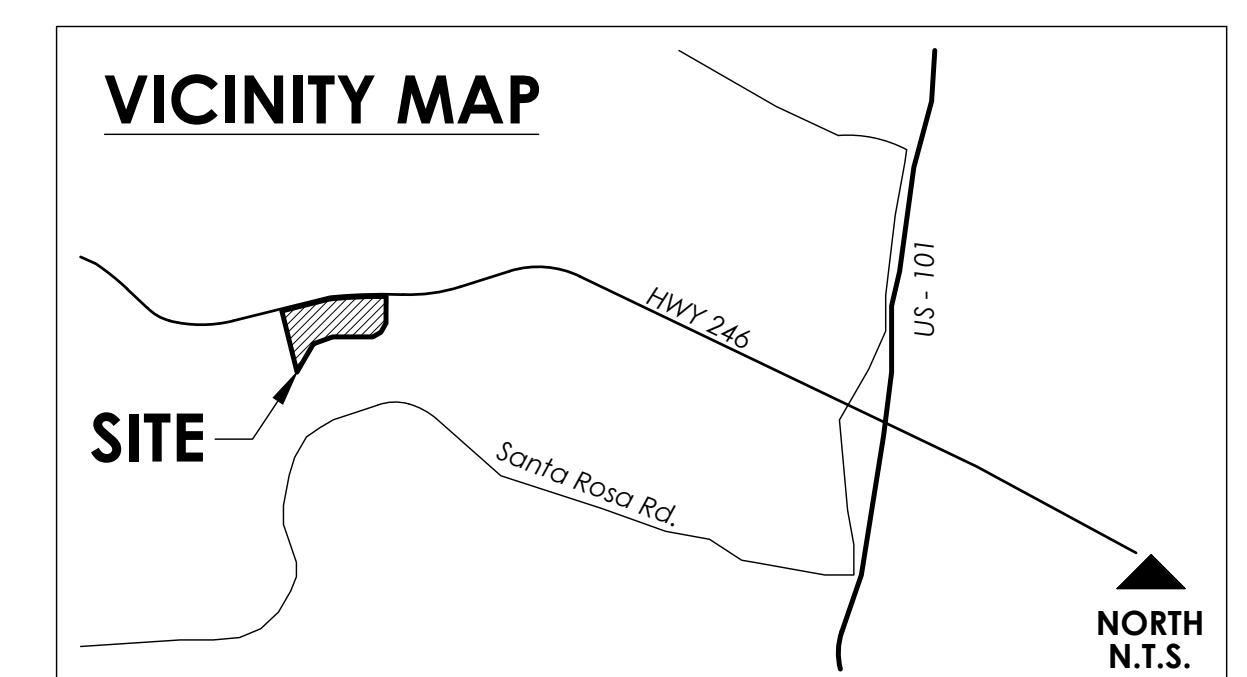 VICINITY MAP
US - 101
HWY 246
SITE
Santa Rosa Rd.
NORTH
N.T.S.